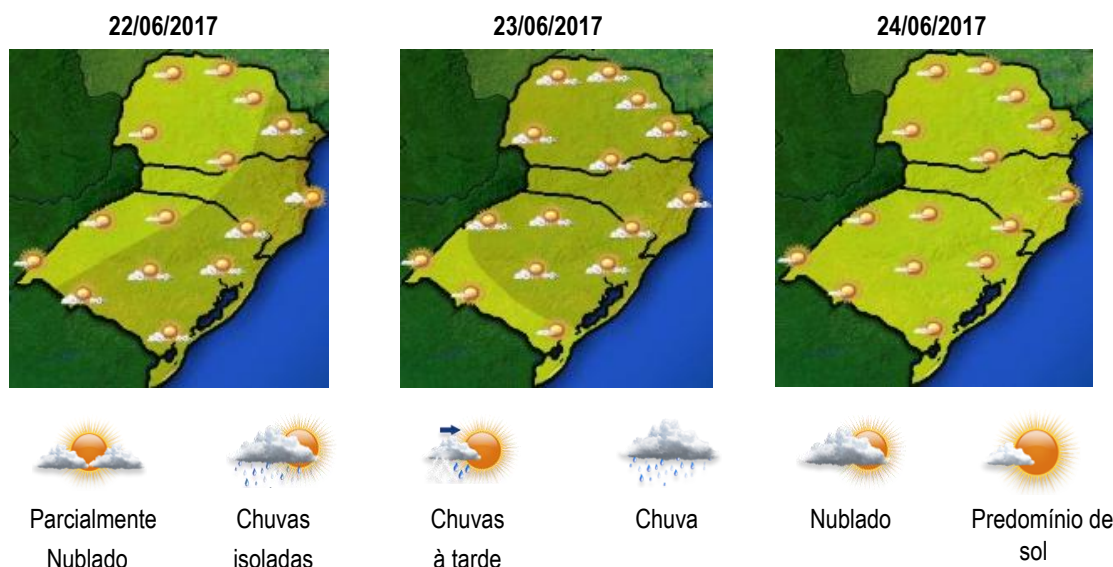 22/06/2017
23/06/2017
24/06/2017
Parcialmente
Nublado
Chuvas
isoladas
Chuvas
à tarde
Chuva
Nublado
Predomínio de
sol